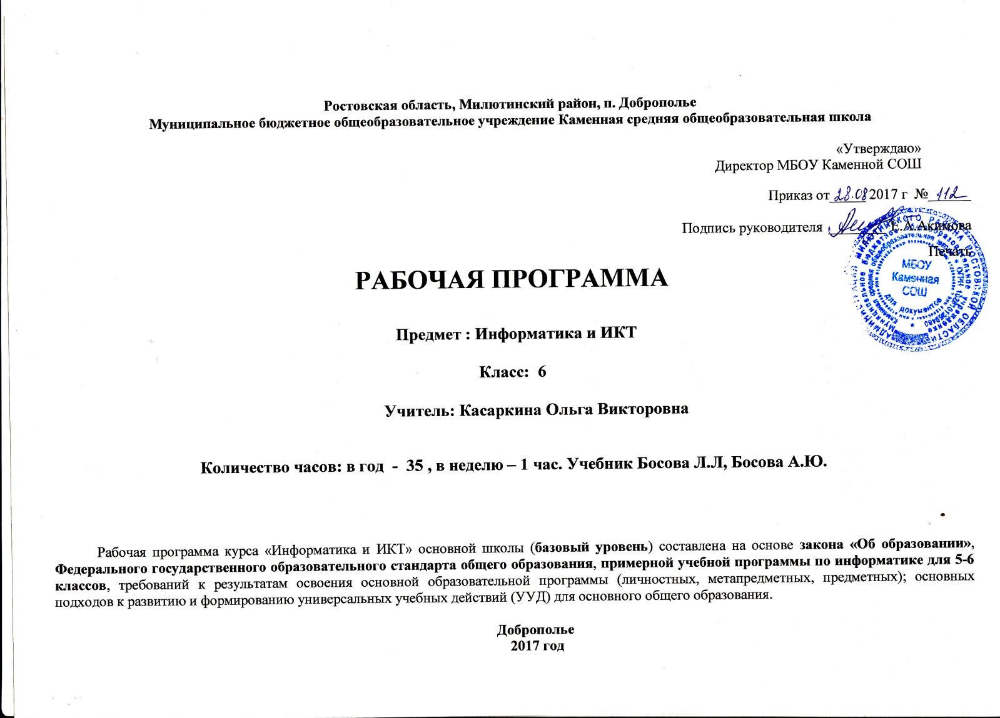 Ростовская область, Милютинский район, п. Доброполье
Муниципальное бюджетное общеобразовательное учреждение Каменная средняя общеобразовательная школа
«Утверждаю»
Директор МБОУ Каменной СОШ
Приказ от 28.08 2017 г № 112
Подпись руководителя ________ Е.А.Акимова
Печать
МБОУ
Каменная
СОШ
для документов
РАБОЧАЯ ПРОГРАММА
Предмет : Информатика и ИКТ
Класс: 6
Учитель: Касаркина Ольга Викторовна
Количество часов: в год - 35 , в неделю – 1 час. Учебник Босова Л.Л, Босова А.Ю.
Рабочая программа курса «Информатика и ИКТ» основной школы (базовый уровень) составлена на основе закона «Об образовании»,
Федерального государственного образовательного стандарта общего образования, примерной учебной программы по информатике для 5-6
классов, требований к результатам освоения основной образовательной программы (личностных, метапредметных, предметных); основных
подходов к развитию и формированию универсальных учебных действий (УУД) для основного общего образования.
Доброполье
2017 год